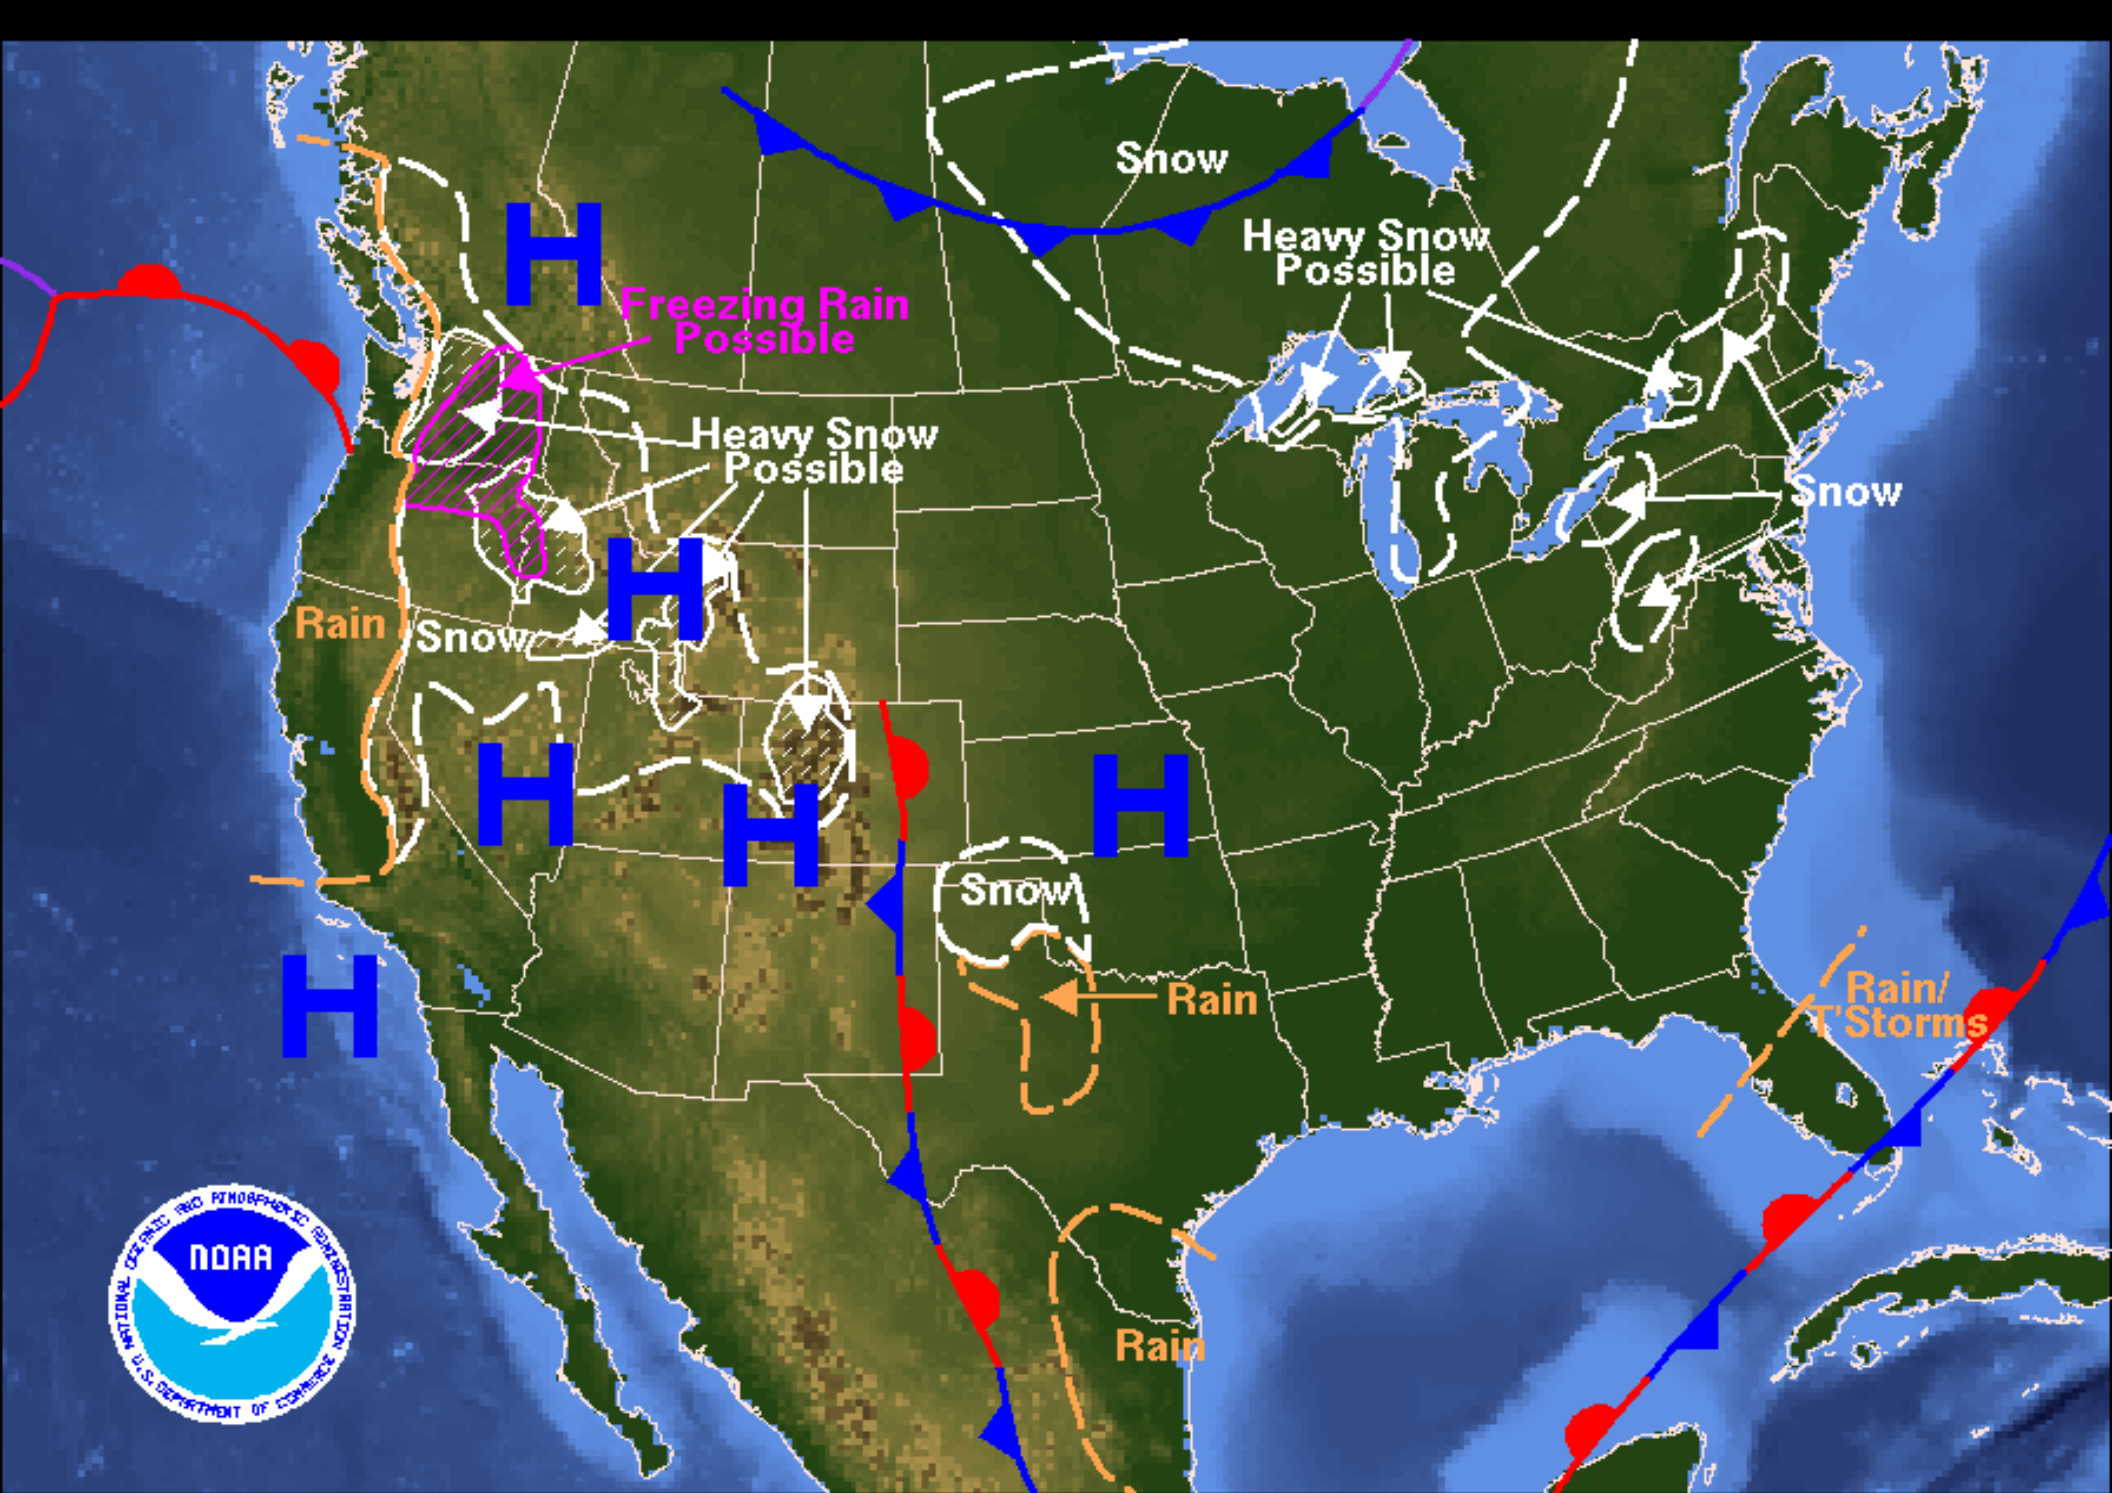 Snow
Heavy Snow
Possible
H
Freezing Rain
Possible
Heavy Snow
Possible
Snow
H
Rain
Snow
H
H
H
Snow
H
Rain
Rain/
T'Storms
NATIONAL OCEANIC AND ATMOSPHERIC ADMINISTRATION
NOAA
U.S. DEPARTMENT OF COMMERCE
Rain